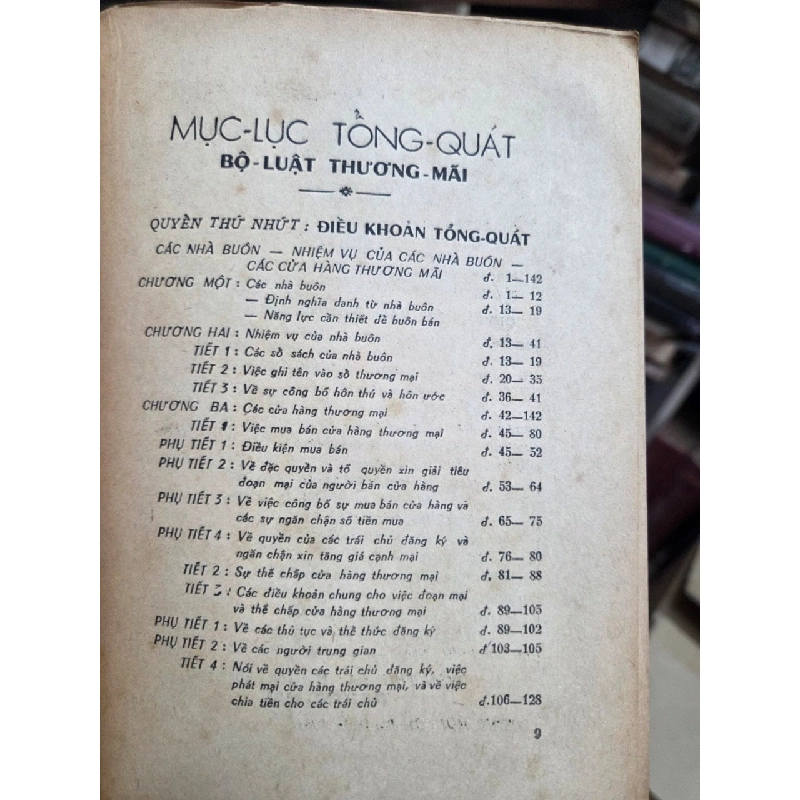 MỤC-LỤC TỔNG-QUÁT
BỘ-LUẬT THƯƠNG-MÃI
QUYỂN THỨ NHỨT : ĐIỀU KHOẢN TỔNG-QUÁT
CÁC NHÀ BUÔN — NHIỆM VỤ CỦA CÁC NHÀ BUÔN —
CÁC CỬA HÀNG THƯƠNG MÃI đ. 1—142
CHƯƠNG MỘT : Các nhà buôn đ. 1— 12
— Định nghĩa danh từ nhà buôn đ. 13— 19
— Năng lực cần thiết để buôn bán
CHƯƠNG HAI : Nhiệm vụ của nhà buôn đ. 13— 41
TIẾT 1 : Các sổ sách của nhà buôn đ. 13— 19
TIẾT 2 : Việc ghi tên vào sổ thương mại đ. 20— 35
TIẾT 3 : Về sự công bố hôn thú và hôn ước đ. 36— 41
CHƯƠNG BA : Các cửa hàng thương mại đ. 42—142
TIẾT 1 : Việc mua bán cửa hàng thương mại đ. 45— 80
PHỤ TIẾT 1 : Điều kiện mua bán đ. 45— 52
PHỤ TIẾT 2 : Về đặc quyền và tố quyền xin giải tiêu
đoạn mại của người bán cửa hàng đ. 53— 64
PHỤ TIẾT 3 : Về việc công bố sự mua bán cửa hàng và
các sự ngăn chận số tiền mua đ. 65— 75
PHỤ TIẾT 4 : Về quyền của các trái chủ đăng ký và
ngăn chận xin tăng giá cạnh mại đ. 76— 80
TIẾT 2 : Sự thế chấp cửa hàng thương mại đ. 81— 88
TIẾT 3 : Các điều khoản chung cho việc đoạn mại
và thế chấp cửa hàng thương mại đ. 89—105
PHỤ TIẾT 1 : Về các thủ tục và thể thức đăng ký đ. 89—102
PHỤ TIẾT 2 : Về các người trung gian đ 103—105
TIẾT 4 : Nói về quyền các trái chủ đăng ký, việc
phát mại cửa hàng thương mại, và về việc
chia tiền cho các trái chủ đ.106—128
9